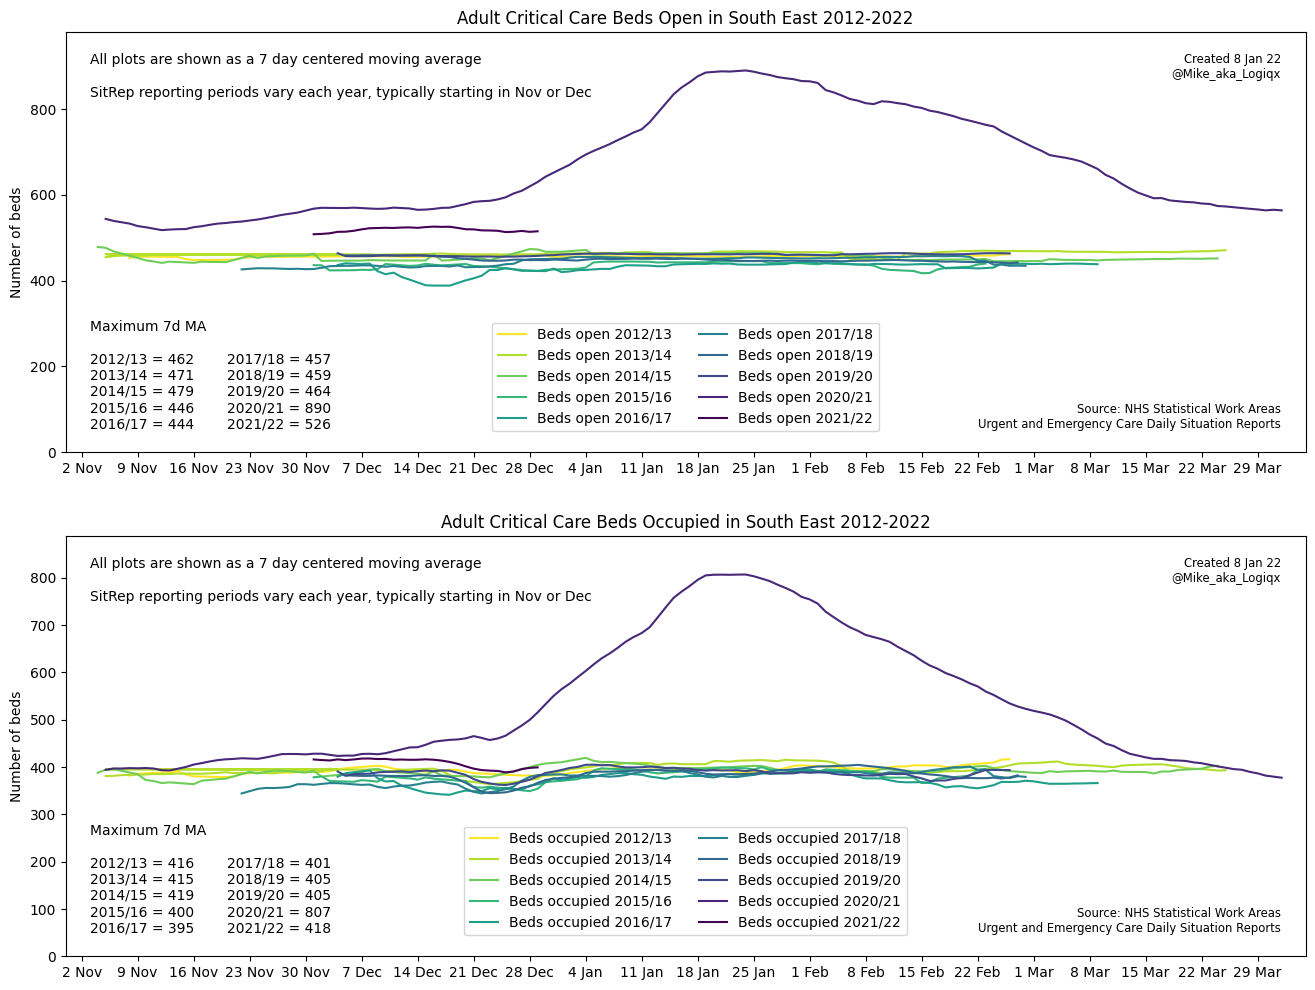 Adult Critical Care Beds Open in South East 2012-2022
All plots are shown as a 7 day centered moving average
SitRep reporting periods vary each year, typically starting in Nov or Dec
Created 8 Jan 22
@Mike_aka_Logiqx
Number of beds
800
600
400
200
0
Maximum 7d MA
2012/13 = 462 2017/18 = 457
2013/14 = 471 2018/19 = 459
2014/15 = 479 2019/20 = 464
2015/16 = 446 2020/21 = 890
2016/17 = 444 2021/22 = 526
Beds open 2012/13 Beds open 2017/18
Beds open 2013/14 Beds open 2018/19
Beds open 2014/15 Beds open 2019/20
Beds open 2015/16 Beds open 2020/21
Beds open 2016/17 Beds open 2021/22
Source: NHS Statistical Work Areas
Urgent and Emergency Care Daily Situation Reports
2 Nov 9 Nov 16 Nov 23 Nov 30 Nov 7 Dec 14 Dec 21 Dec 28 Dec 4 Jan 11 Jan 18 Jan 25 Jan 1 Feb 8 Feb 15 Feb 22 Feb 1 Mar 8 Mar 15 Mar 22 Mar 29 Mar
Adult Critical Care Beds Occupied in South East 2012-2022
All plots are shown as a 7 day centered moving average
SitRep reporting periods vary each year, typically starting in Nov or Dec
Created 8 Jan 22
@Mike_aka_Logiqx
Number of beds
800
700
600
500
400
300
200
100
0
Maximum 7d MA
2012/13 = 416 2017/18 = 401
2013/14 = 415 2018/19 = 405
2014/15 = 419 2019/20 = 405
2015/16 = 400 2020/21 = 807
2016/17 = 395 2021/22 = 418
Beds occupied 2012/13 Beds occupied 2017/18
Beds occupied 2013/14 Beds occupied 2018/19
Beds occupied 2014/15 Beds occupied 2019/20
Beds occupied 2015/16 Beds occupied 2020/21
Beds occupied 2016/17 Beds occupied 2021/22
Source: NHS Statistical Work Areas
Urgent and Emergency Care Daily Situation Reports
2 Nov 9 Nov 16 Nov 23 Nov 30 Nov 7 Dec 14 Dec 21 Dec 28 Dec 4 Jan 11 Jan 18 Jan 25 Jan 1 Feb 8 Feb 15 Feb 22 Feb 1 Mar 8 Mar 15 Mar 22 Mar 29 Mar